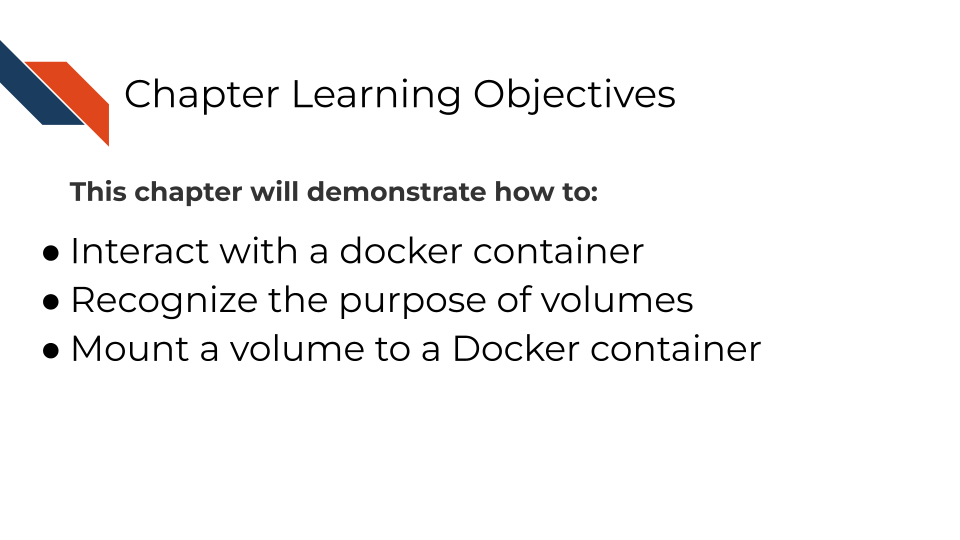 Chapter Learning Objectives
This chapter will demonstrate how to:
● Interact with a docker container
● Recognize the purpose of volumes
● Mount a volume to a Docker container